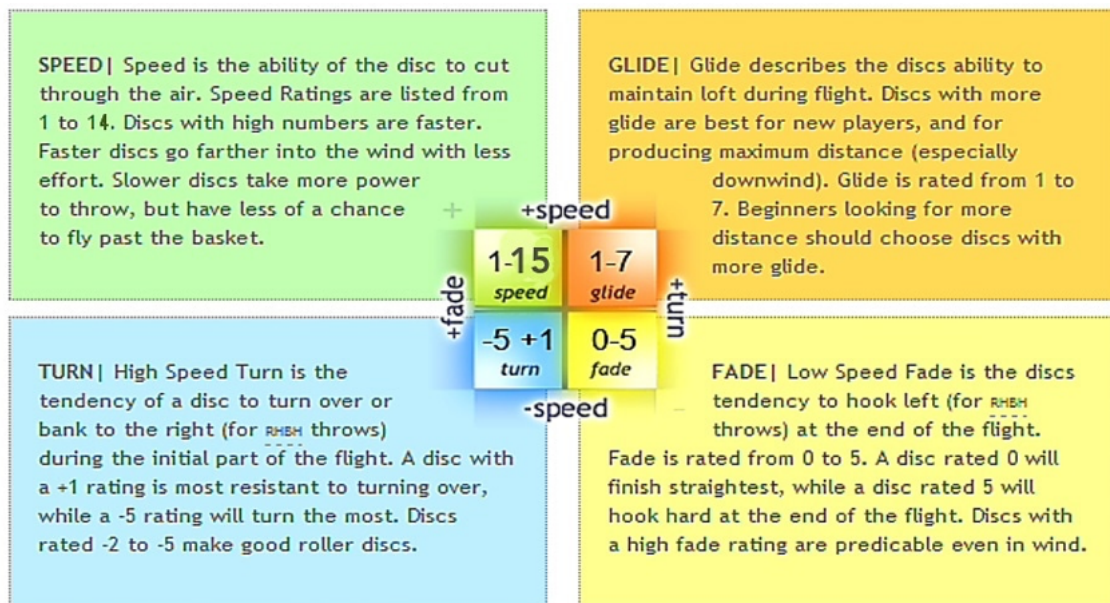 SPEED| Speed is the ability of the disc to cut
through the air. Speed Ratings are listed from
1 to 14. Discs with high numbers are faster.
Faster discs go farther into the wind with less
effort. Slower discs take more power
to throw, but have less of a chance
to fly past the basket.
GLIDE| Glide describes the discs ability to
maintain loft during flight. Discs with more
glide are best for new players, and for
producing maximum distance (especially
downwind). Glide is rated from 1 to
7. Beginners looking for more
distance should choose discs with
more glide.
+
+speed
+fade
1-15
speed
1-7
glide
+turn
-5 +1
turn
0-5
fade
-speed
-
TURN| High Speed Turn is the
tendency of a disc to turn over or
bank to the right (for RHBH throws)
during the initial part of the flight. A disc with
a +1 rating is most resistant to turning over,
while a -5 rating will turn the most. Discs
rated -2 to -5 make good roller discs.
FADE| Low Speed Fade is the discs
tendency to hook left (for RHBH
throws) at the end of the flight.
Fade is rated from 0 to 5. A disc rated 0 will
finish straightest, while a disc rated 5 will
hook hard at the end of the flight. Discs with
a high fade rating are predicable even in wind.